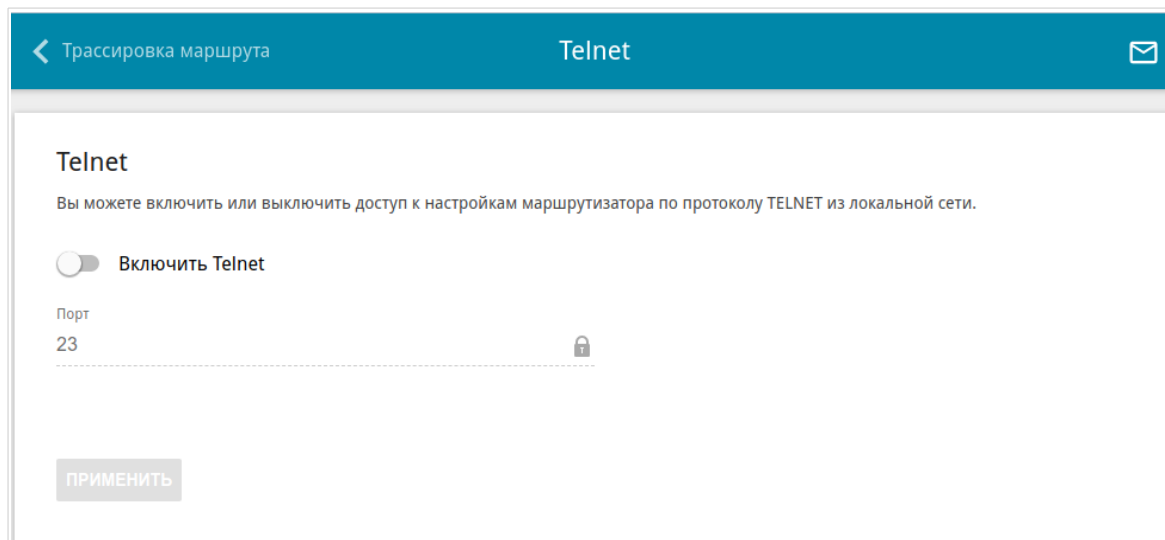 Трассировка маршрута
Telnet
Telnet
Вы можете включить или выключить доступ к настройкам маршрутизатора по протоколу TELNET из локальной сети.
Включить Telnet
Порт
23
ПРИМЕНИТЬ